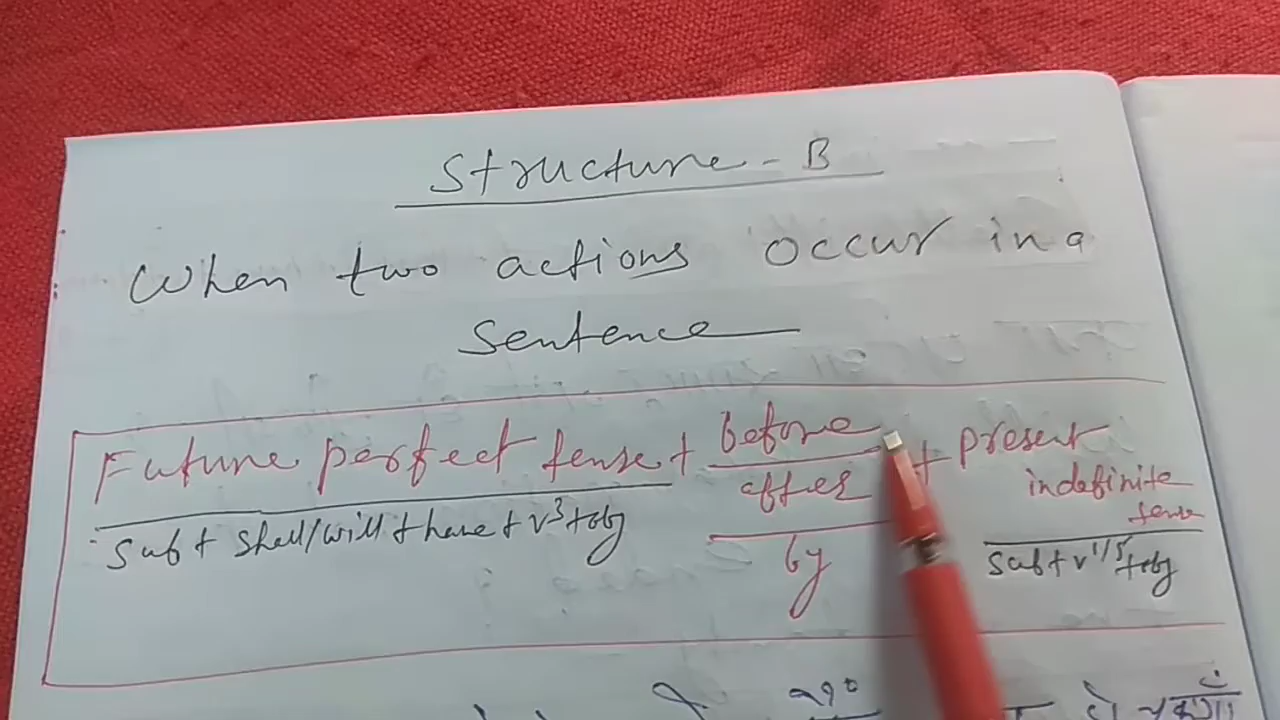 Structure - B
When two actions occur in a
sentence
Future perfect tense + before + present
after indefinite
tense
sub + shall/will + have + v3 + obj by sub + v1/5 + obj